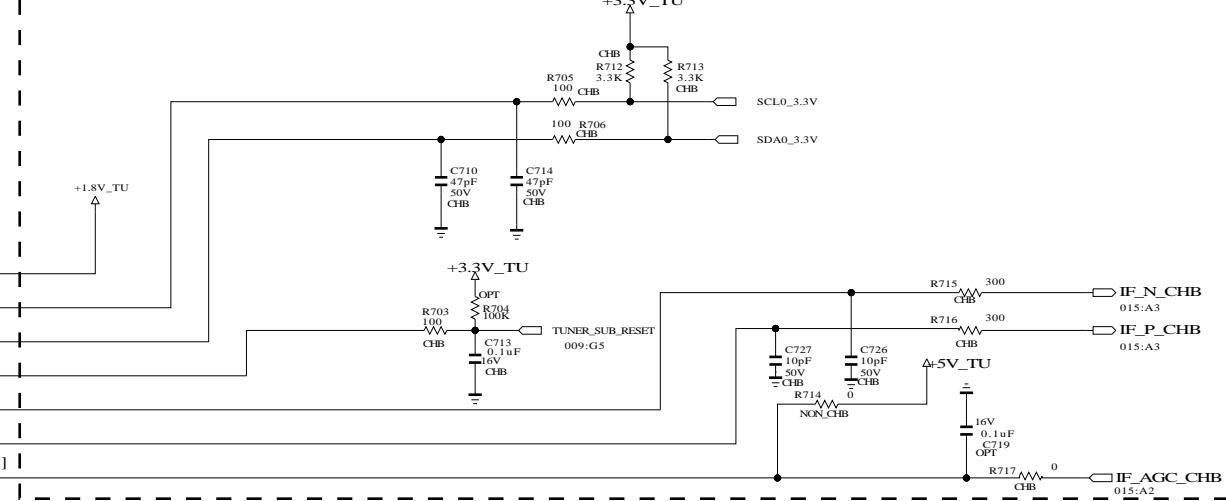 +3.3V_TU
CHB
R712
3.3K
R713
3.3K
CHB
R705
100
CHB
SCL0_3.3V
100
R706
CHB
SDA0_3.3V
C710
47pF
50V
CHB
C714
47pF
50V
CHB
+1.8V_TU
+3.3V_TU
OPT
R704
100K
R703
100
CHB
TUNER_SUB_RESET
009:G5
C713
0.1uF
16V
CHB
R715
300
CHB
IF_N_CHB
015:A3
R716
300
CHB
IF_P_CHB
015:A3
C727
10pF
50V
CHB
C726
10pF
50V
CHB
+5V_TU
R714
0
NON_CHB
16V
0.1uF
C719
OPT
]
R717
0
CHB
IF_AGC_CHB
015:A2